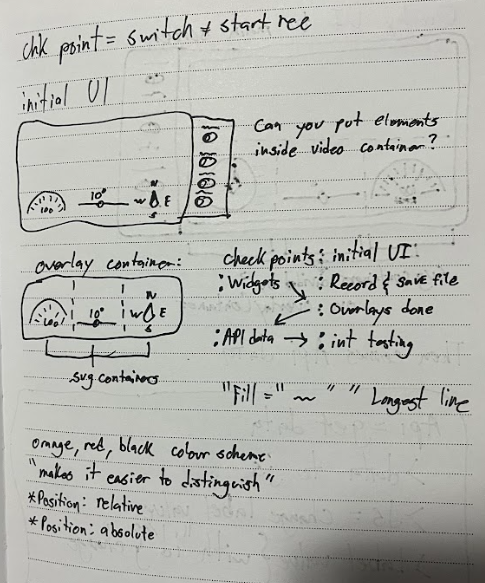 chk point = switch & start rec
initial UI
Can you put elements
inside video container?
100
10°
N
W E
S
overlay container:
100
10°
N
W E
S
svg containers
checkpoints: initial UI:
: Widgets : Record & save file
: Overlays done
: API data → : int testing
"Fill =" ~ " " Longest line
orange, red, black colour scheme
"makes it easier to distinguish"
*Position: relative
*Position: absolute